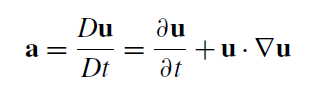 a = Du/Dt = ∂u/∂t + u · ∇u